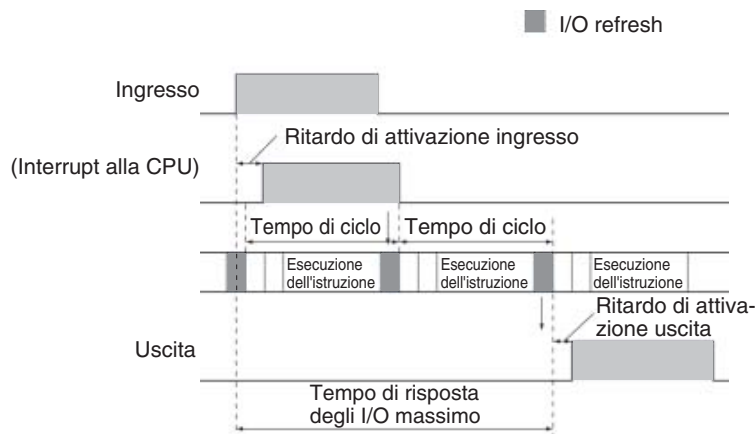 I/O refresh
Ingresso
Ritardo di attivazione ingresso
(Interrupt alla CPU)
Tempo di ciclo
Tempo di ciclo
Esecuzione
dell'istruzione
Esecuzione
dell'istruzione
Esecuzione
dell'istruzione
Ritardo di attiva-
zione uscita
Uscita
Tempo di risposta
degli I/O massimo